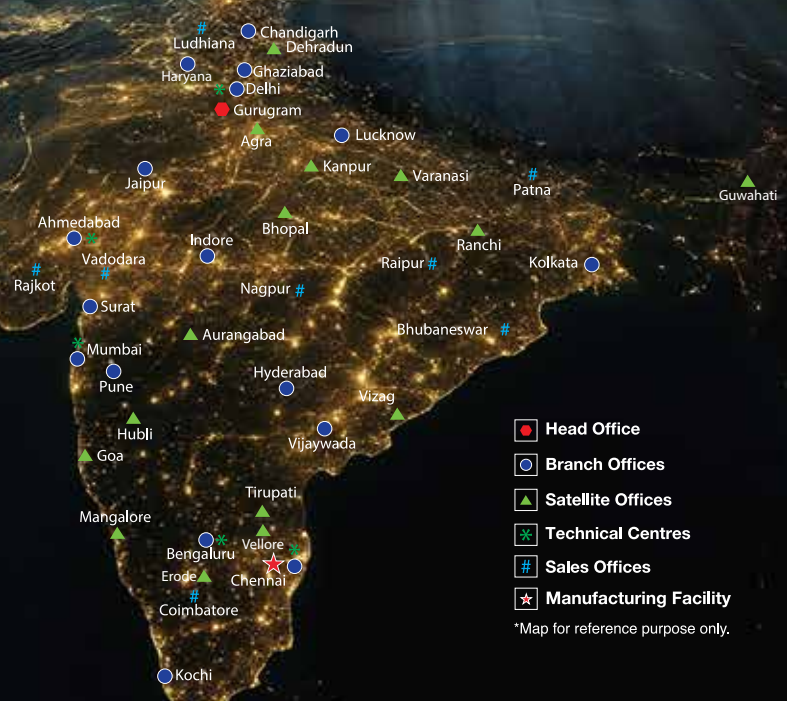 Chandigarh
Ludhiana
Dehradun
Haryana
Ghaziabad
Delhi
Gurugram
Agra
Lucknow
Kanpur
Varanasi
Patna
Guwahati
Jaipur
Ahmedabad
Bhopal
Ranchi
Indore
Vadodara
Raipur
Kolkata
Rajkot
Nagpur
Surat
Bhubaneswar
Aurangabad
Mumbai
Pune
Hyderabad
Vizag
Hubli
Vijaywada
Goa
Tirupati
Mangalore
Vellore
Bengaluru
Erode
Chennai
Coimbatore
Kochi
Head Office
Branch Offices
Satellite Offices
Technical Centres
# Sales Offices
Manufacturing Facility
*Map for reference purpose only.